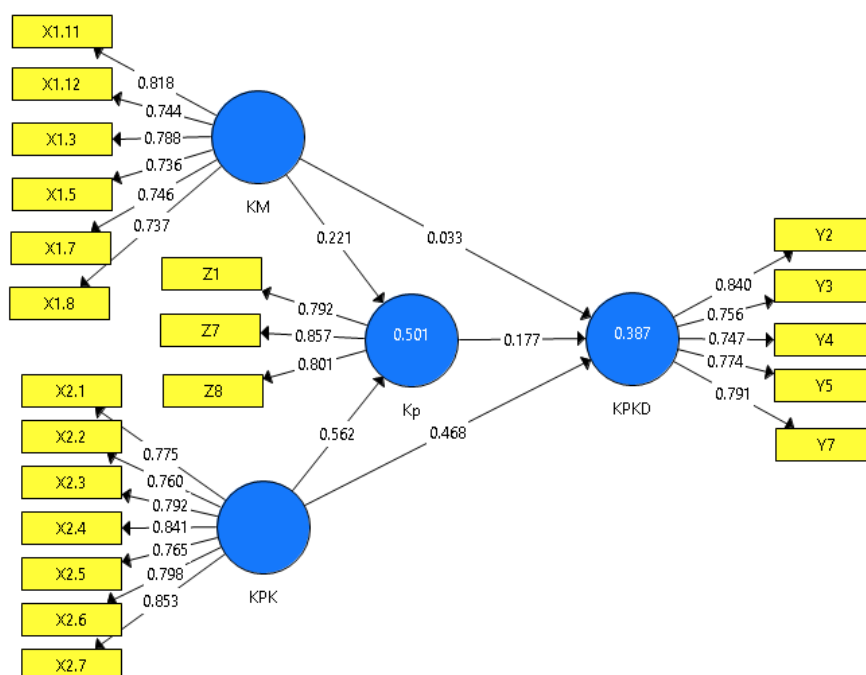 X1.11
0.818
X1.12
0.744
X1.3
0.788
X1.5
0.736
X1.7
0.746
X1.8
0.737
KM
0.221
0.033
Z1
0.792
Z7
0.857
Z8
0.801
0.501
Kp
0.177
0.387
KPKD
Y2
0.840
Y3
0.756
Y4
0.747
Y5
0.774
Y7
0.791
X2.1
0.775
X2.2
0.760
X2.3
0.792
X2.4
0.841
X2.5
0.765
X2.6
0.798
X2.7
0.853
KPK
0.562
0.468